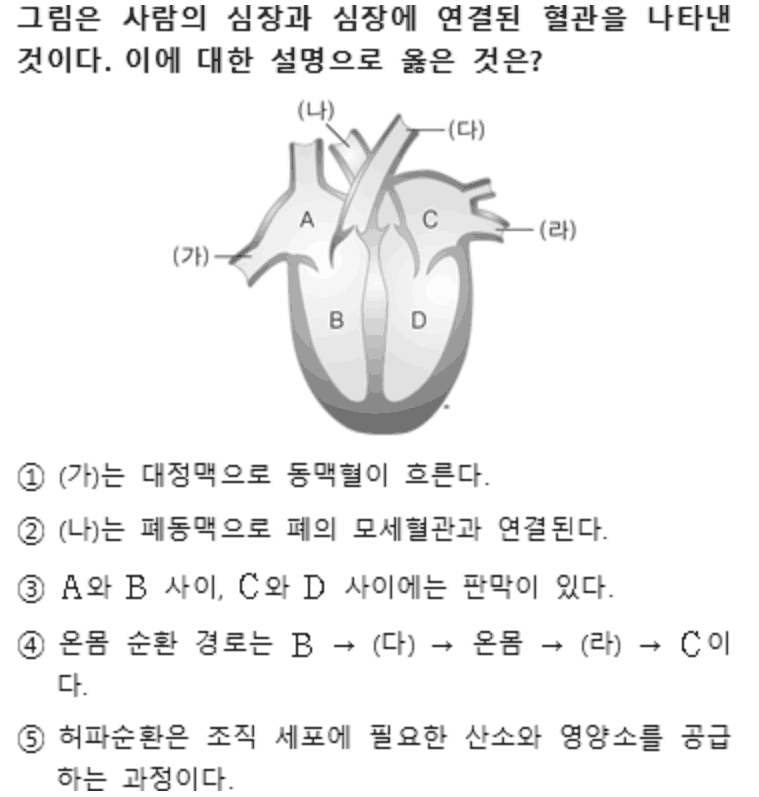 그림은 사람의 심장과 심장에 연결된 혈관을 나타낸
것이다. 이에 대한 설명으로 옳은 것은?
(나)
(다)
A
C
(가)
(라)
B
D
① (가)는 대정맥으로 동맥혈이 흐른다.
② (나)는 폐동맥으로 폐의 모세혈관과 연결된다.
③ A와 B 사이, C와 D 사이에는 판막이 있다.
④ 온몸 순환 경로는 B → (다) → 온몸 → (라) → C이
다.
⑤ 허파순환은 조직 세포에 필요한 산소와 영양소를 공급
하는 과정이다.